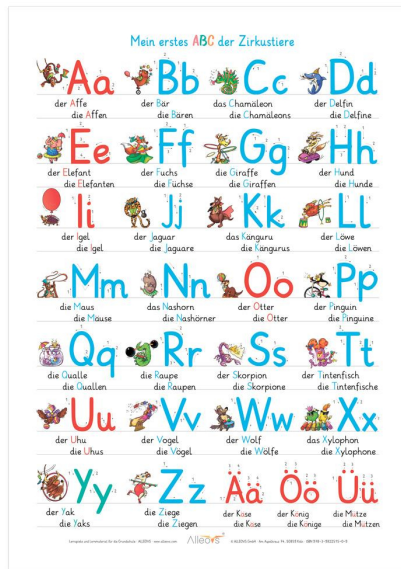 Mein erstes ABC der Zirkustiere
Aa Bb Cc Dd
der Affe der Bär das Chamäleon der Delfin
die Affen die Bären die Chamäleons die Delfine
Ee Ff Gg Hh
der Elefant der Fuchs die Giraffe der Hund
die Elefanten die Füchse die Giraffen die Hunde
Ii Jj Kk Ll
der Igel der Jaguar das Känguru der Löwe
die Igel die Jaguare die Kängurus die Löwen
Mm Nn Oo Pp
die Maus das Nashorn der Otter der Pinguin
die Mäuse die Nashörner die Otter die Pinguine
Qq Rr Ss Tt
die Qualle die Raupe der Skorpion der Tintenfisch
die Quallen die Raupen die Skorpione die Tintenfische
Uu Vv Ww Xx
der Uhu der Vogel der Wolf das Xylophon
die Uhus die Vögel die Wölfe die Xylophone
Yy Zz Ää Öö Üü
der Yak die Ziege der Käse der König die Mütze
die Yaks die Ziegen die Käse die Könige die Mützen